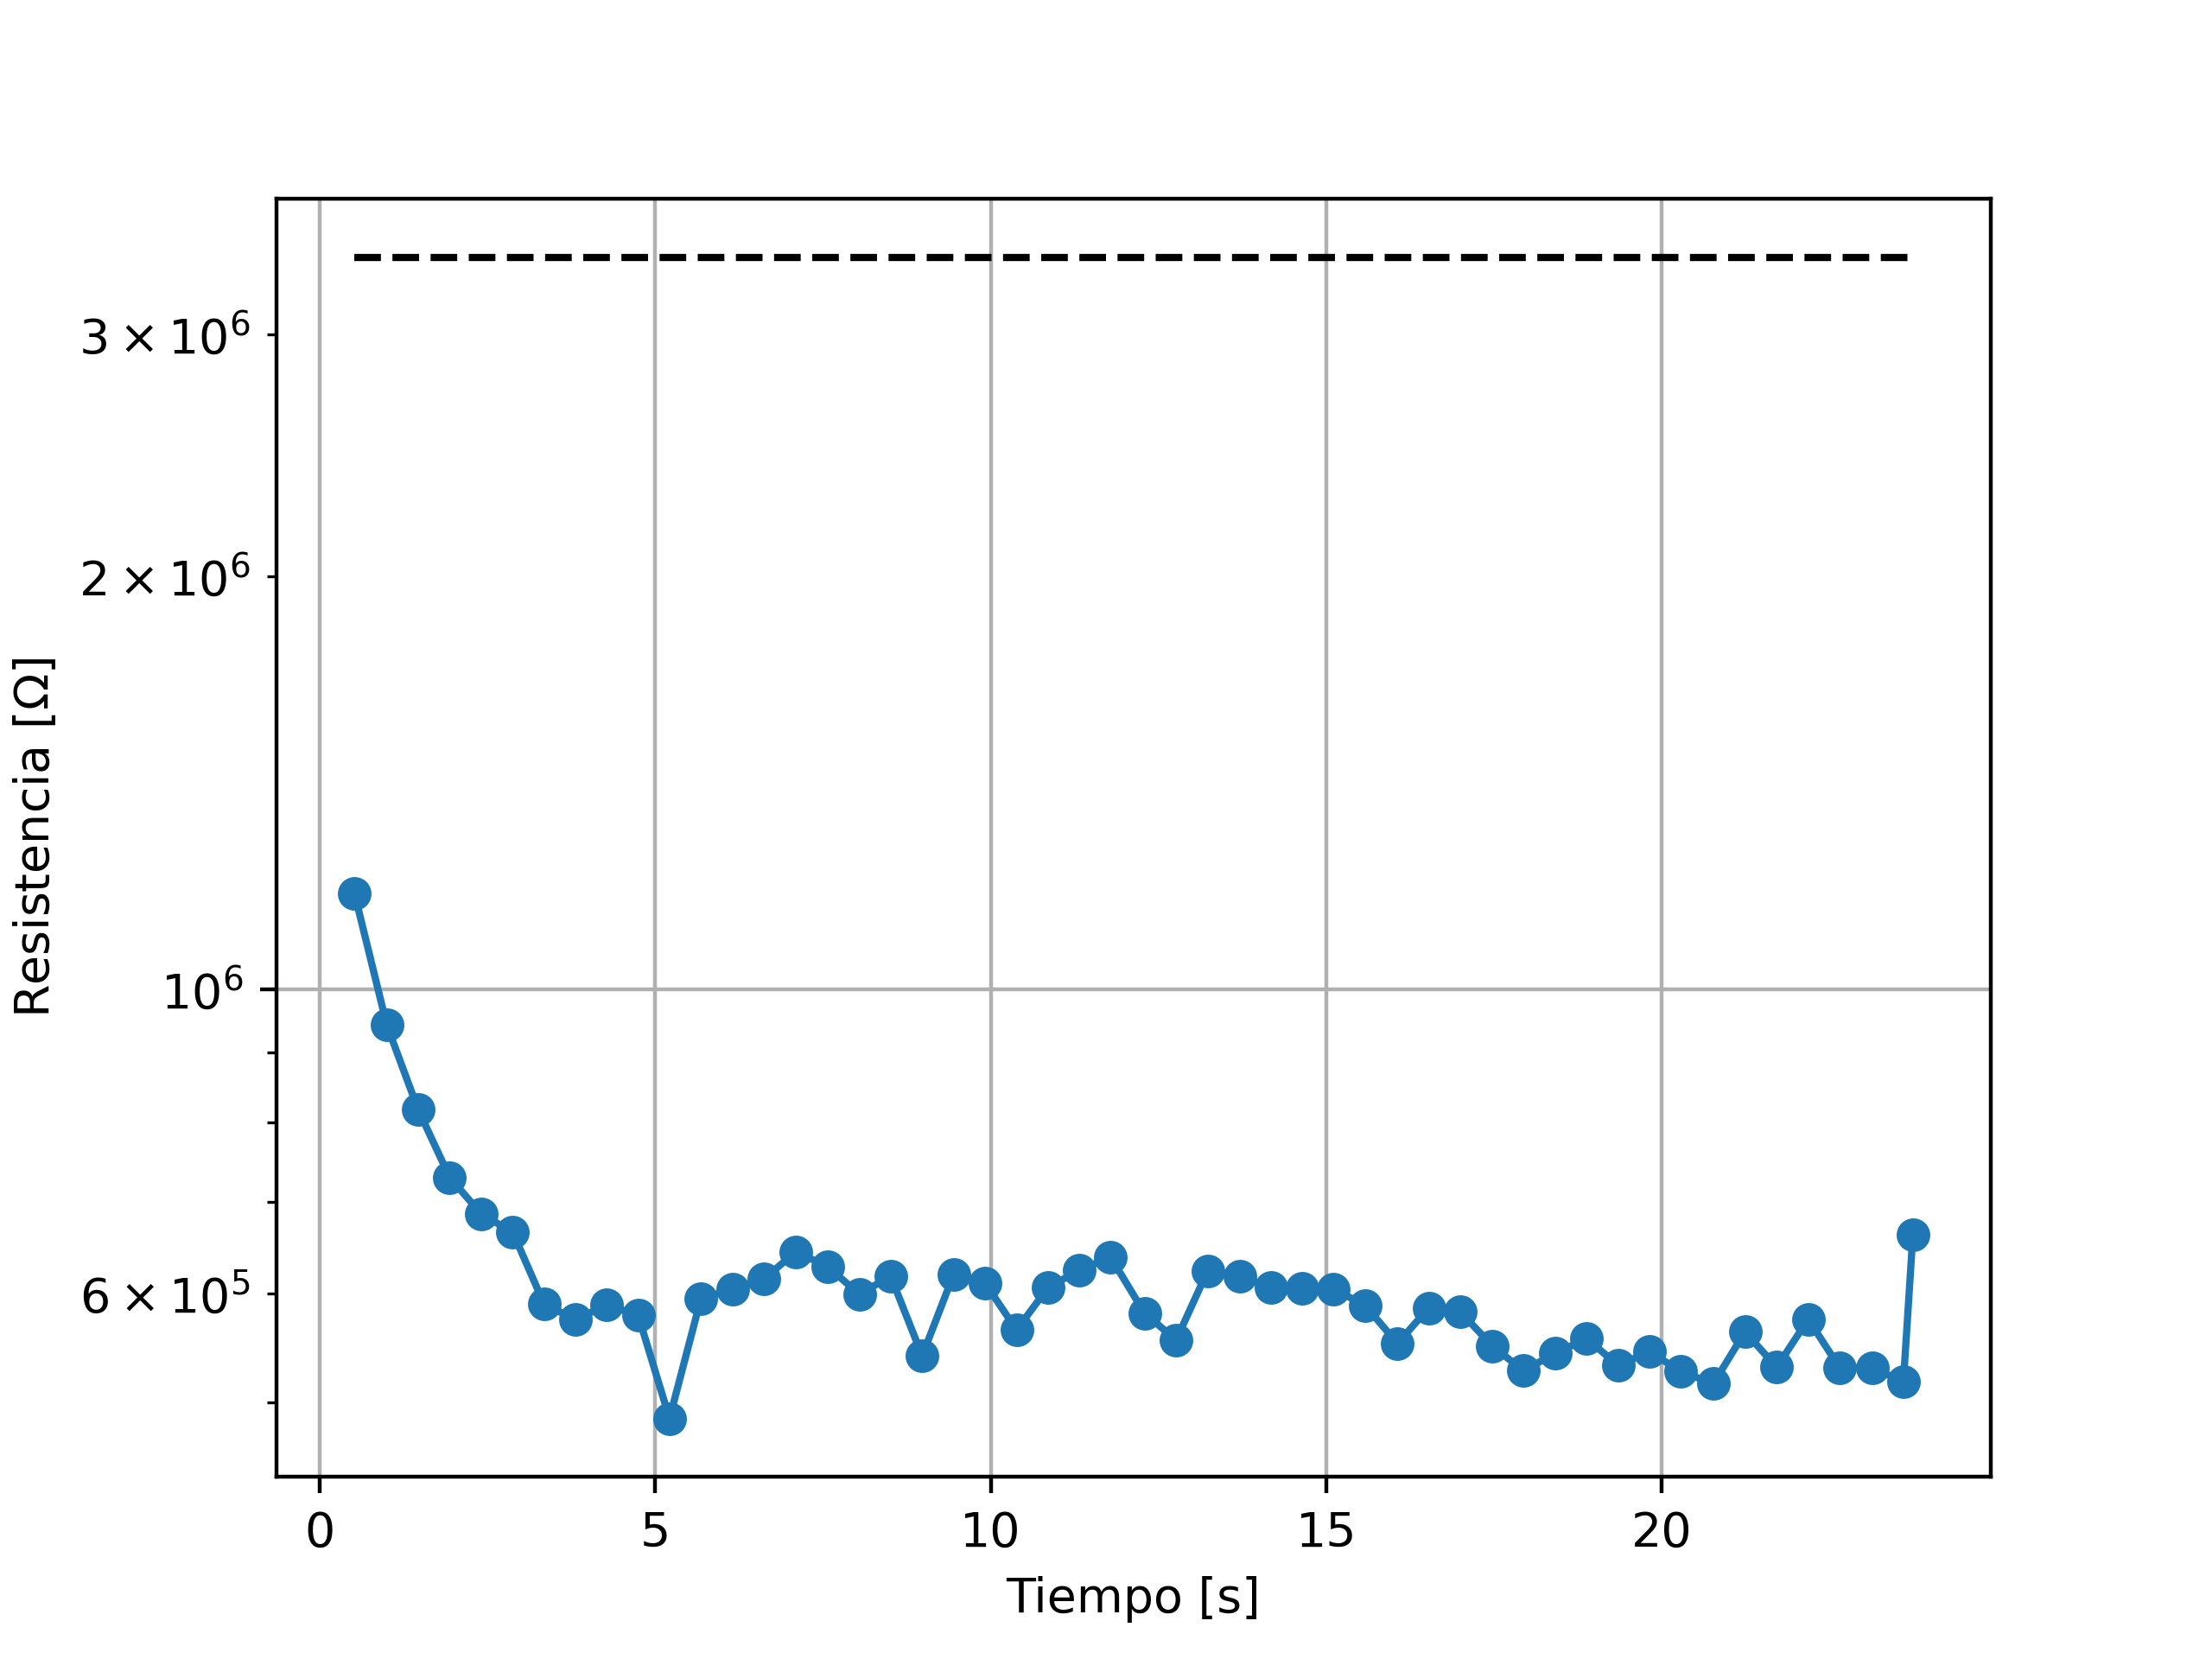 3 × 10⁶
2 × 10⁶
10⁶
6 × 10⁵
Resistencia [Ω]
0 5 10 15 20
Tiempo [s]